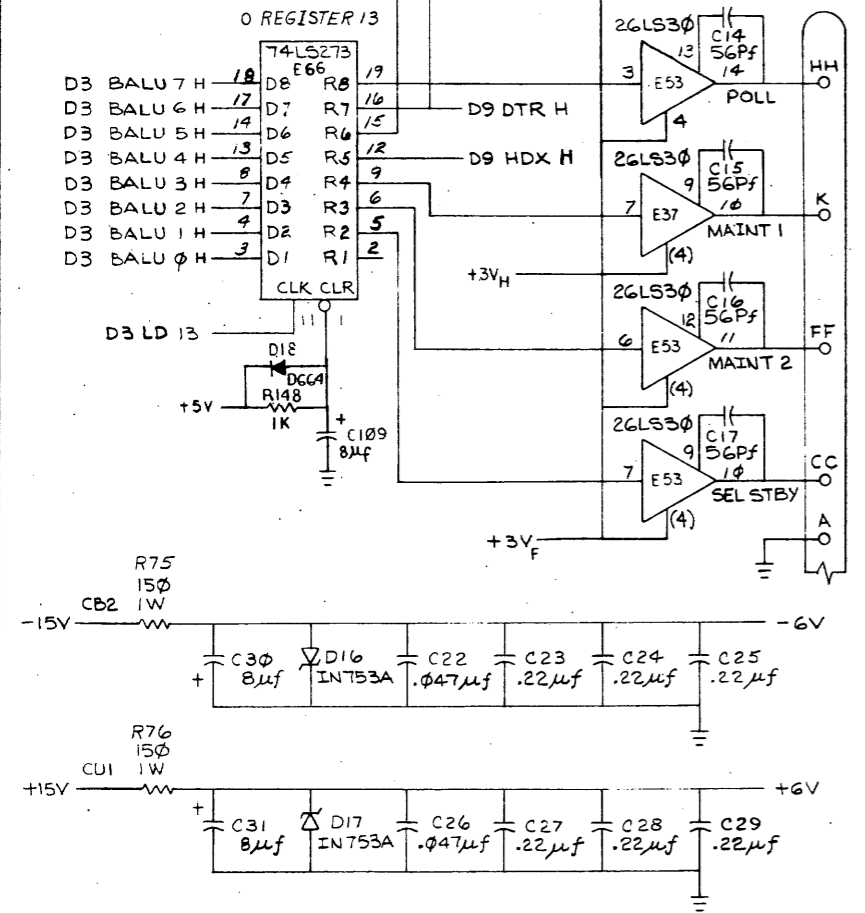 O REGISTER 13
74LS273
E66
D3 BALU 7 H 18 D8 R8 19
D3 BALU 6 H 17 D7 R7 16 D9 DTR H
D3 BALU 5 H 14 D6 R6 15
D3 BALU 4 H 13 D5 R5 12 D9 HDX H
D3 BALU 3 H 8 D4 R4 9
D3 BALU 2 H 7 D3 R3 6
D3 BALU 1 H 4 D2 R2 5
D3 BALU Ø H 3 D1 R1 2
CLK CLR
D3 LD 13 11 1
D18
D664
+5V R148
1K
+ C1Ø9
8µf
26LS3Ø C14
13 56Pf
3 E53 14 HH
POLL
4
26LS3Ø C15
9 56Pf
7 E37 1Ø K
MAINT 1
(4)
+3VH
26LS3Ø C16
12 56Pf
6 E53 11 FF
MAINT 2
(4)
26LS3Ø C17
9 56Pf
7 E53 1Ø CC
SEL STBY
(4)
+3VF
A
R75
15Ø
1W
-15V CB2 -6V
C3Ø D16 C22 C23 C24 C25
+ 8µf IN753A .Ø47µf .22µf .22µf .22µf
R76
15Ø
1W
+15V CU1 +6V
+ C31 D17 C26 C27 C28 C29
8µf IN753A .Ø47µf .22µf .22µf .22µf